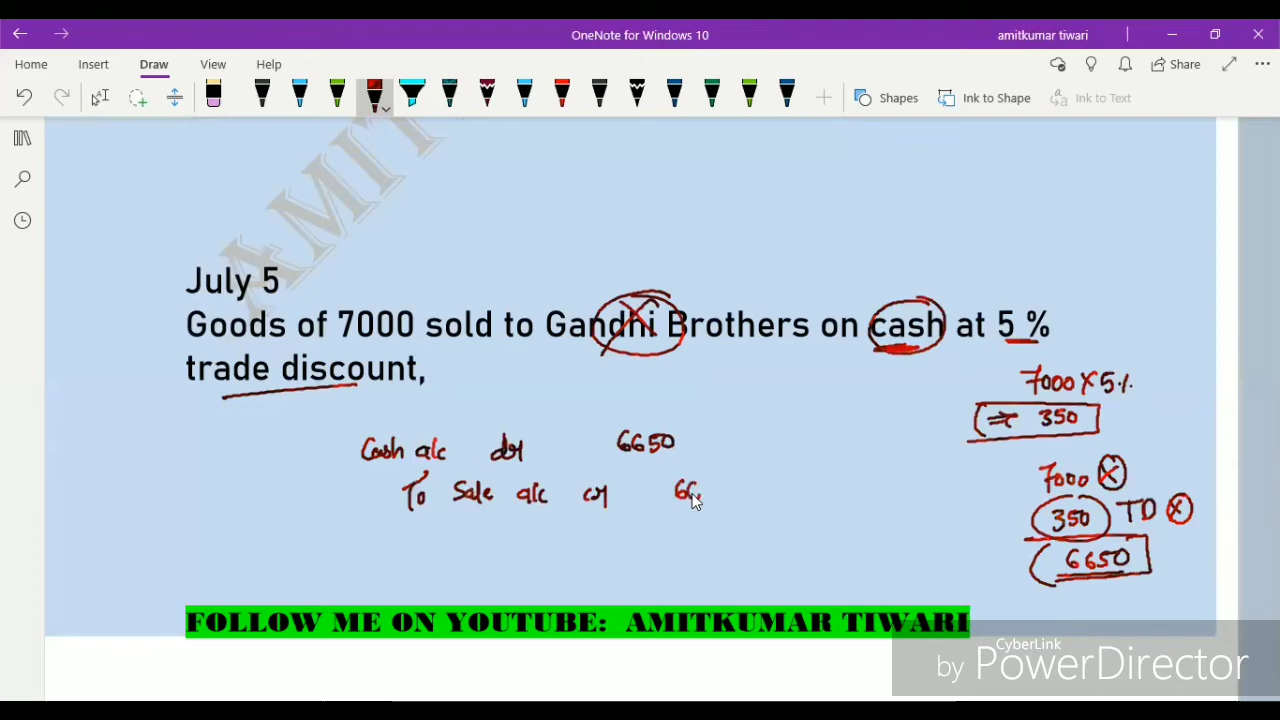 OneNote for Windows 10
amitkumar tiwari
Home Insert Draw View Help
Share
Shapes Ink to Shape Ink to Text
AMIT
July 5
Goods of 7000 sold to Gandhi Brothers on cash at 5 %
trade discount,
7000 X 5%
⇒ 350
Cash a/c dr 6650
To Sale a/c cr 66
7000 X
350 TD X
6650
FOLLOW ME ON YOUTUBE: AMITKUMAR TIWARI
CyberLink
by PowerDirector